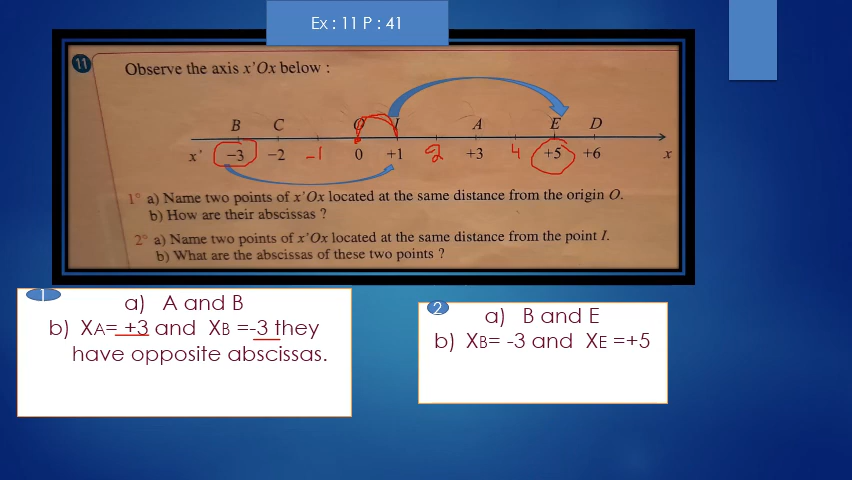 Ex : 11 P : 41
11
Observe the axis x'Ox below :
B C O I A E D
x' −3 −2 −1 0 +1 2 +3 4 +5 +6 x
1° a) Name two points of x'Ox located at the same distance from the origin O.
b) How are their abscissas ?
2° a) Name two points of x'Ox located at the same distance from the point I.
b) What are the abscissas of these two points ?
1
a) A and B
b) XA= +3 and XB =-3 they
have opposite abscissas.
2
a) B and E
b) XB= -3 and XE =+5